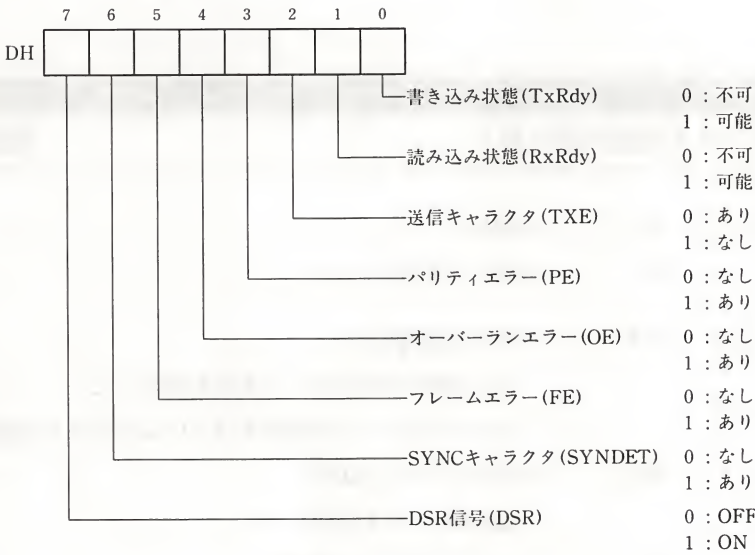 7 6 5 4 3 2 1 0
DH
書き込み状態(TxRdy) 0：不可
1：可能
読み込み状態(RxRdy) 0：不可
1：可能
送信キャラクタ(TXE) 0：あり
1：なし
パリティエラー(PE) 0：なし
1：あり
オーバーランエラー(OE) 0：なし
1：あり
フレームエラー(FE) 0：なし
1：あり
SYNCキャラクタ(SYNDET) 0：なし
1：あり
DSR信号(DSR) 0：OFF
1：ON